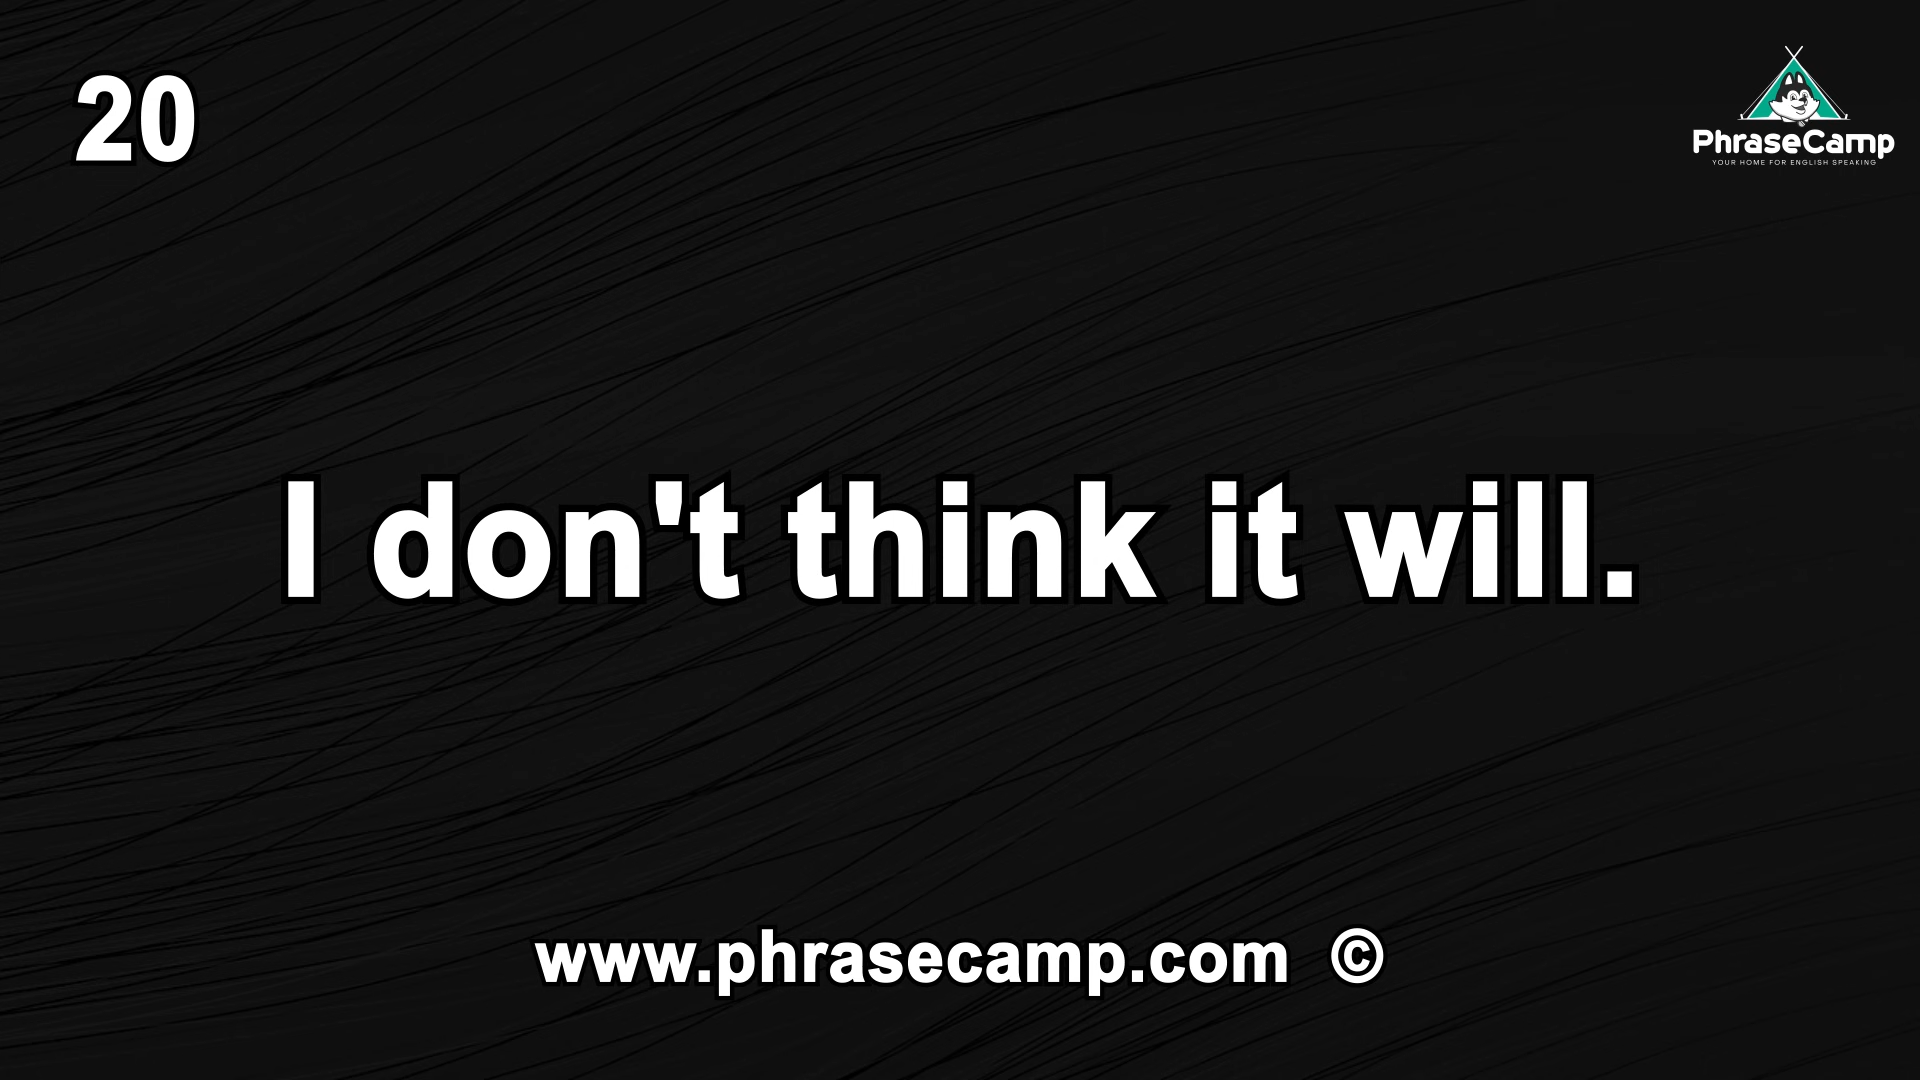 20
PhraseCamp
YOUR HOME FOR ENGLISH SPEAKING
I don't think it will.
www.phrasecamp.com ©